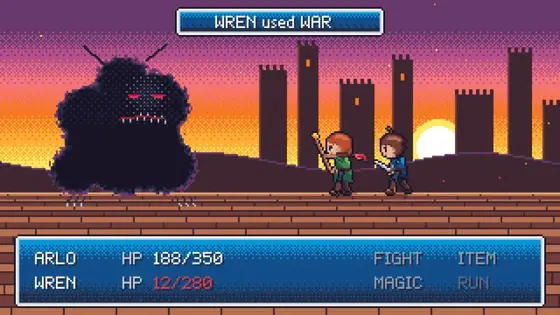 WREN used WAR
ARLO HP 188/350 FIGHT ITEM
WREN HP 12/280 MAGIC RUN